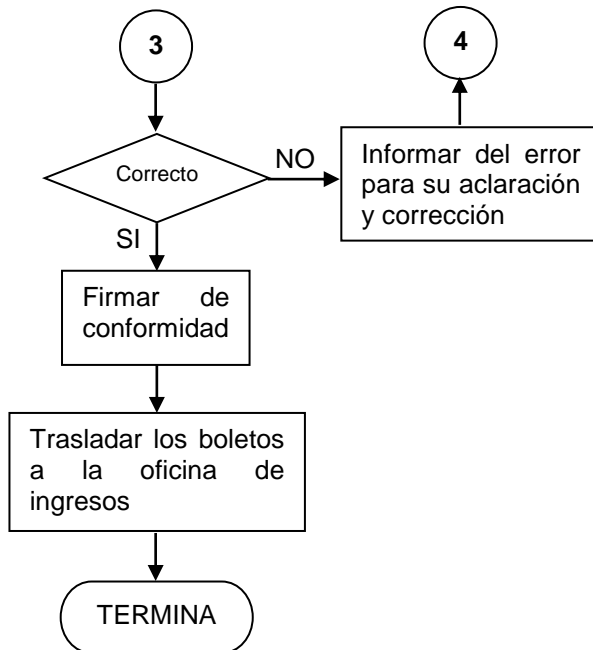 3
4
Correcto
NO
Informar del error
para su aclaración
y corrección
SI
Firmar de
conformidad
Trasladar los boletos
a la oficina de
ingresos
TERMINA